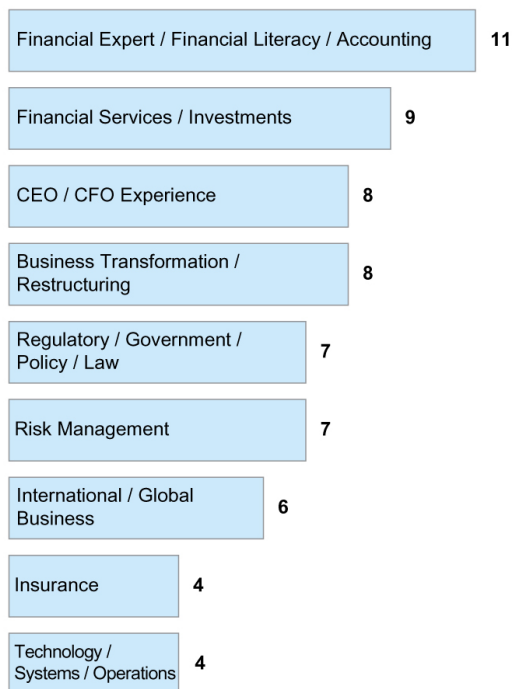 Financial Expert / Financial Literacy / Accounting 11
Financial Services / Investments 9
CEO / CFO Experience 8
Business Transformation /
Restructuring 8
Regulatory / Government /
Policy / Law 7
Risk Management 7
International / Global
Business 6
Insurance 4
Technology /
Systems / Operations 4